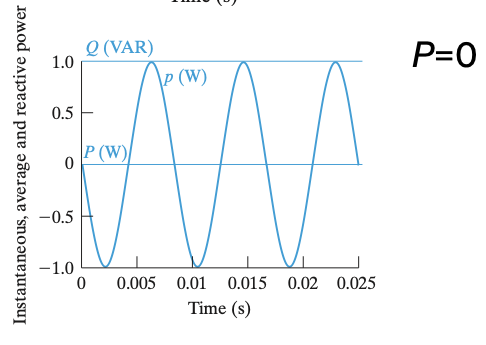 Time (s)
Instantaneous, average and reactive power
Q (VAR)
P=0
1.0
p (W)
0.5
P (W)
0
−0.5
−1.0
0 0.005 0.01 0.015 0.02 0.025
Time (s)